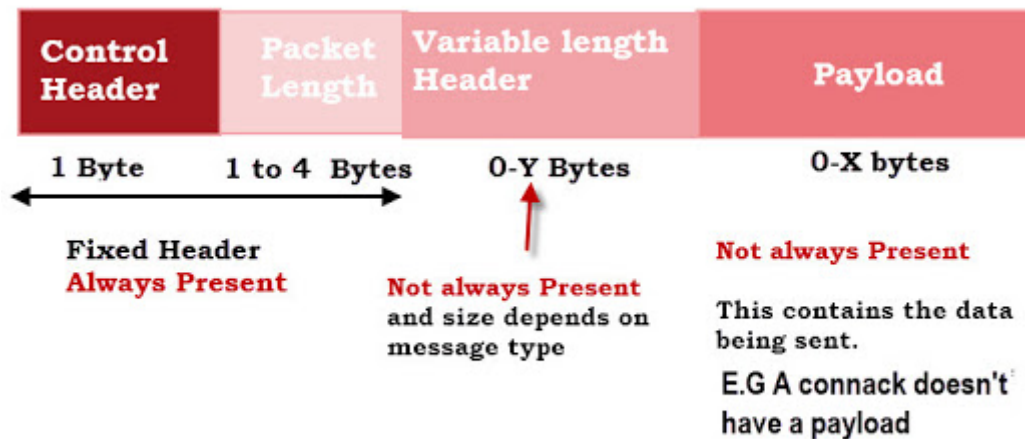 Control
Header
Packet
Length
Variable length
Header
Payload
1 Byte
1 to 4 Bytes
0-Y Bytes
0-X bytes
Fixed Header
Always Present
Not always Present
and size depends on
message type
Not always Present
This contains the data
being sent.
E.G A connack doesn't
have a payload